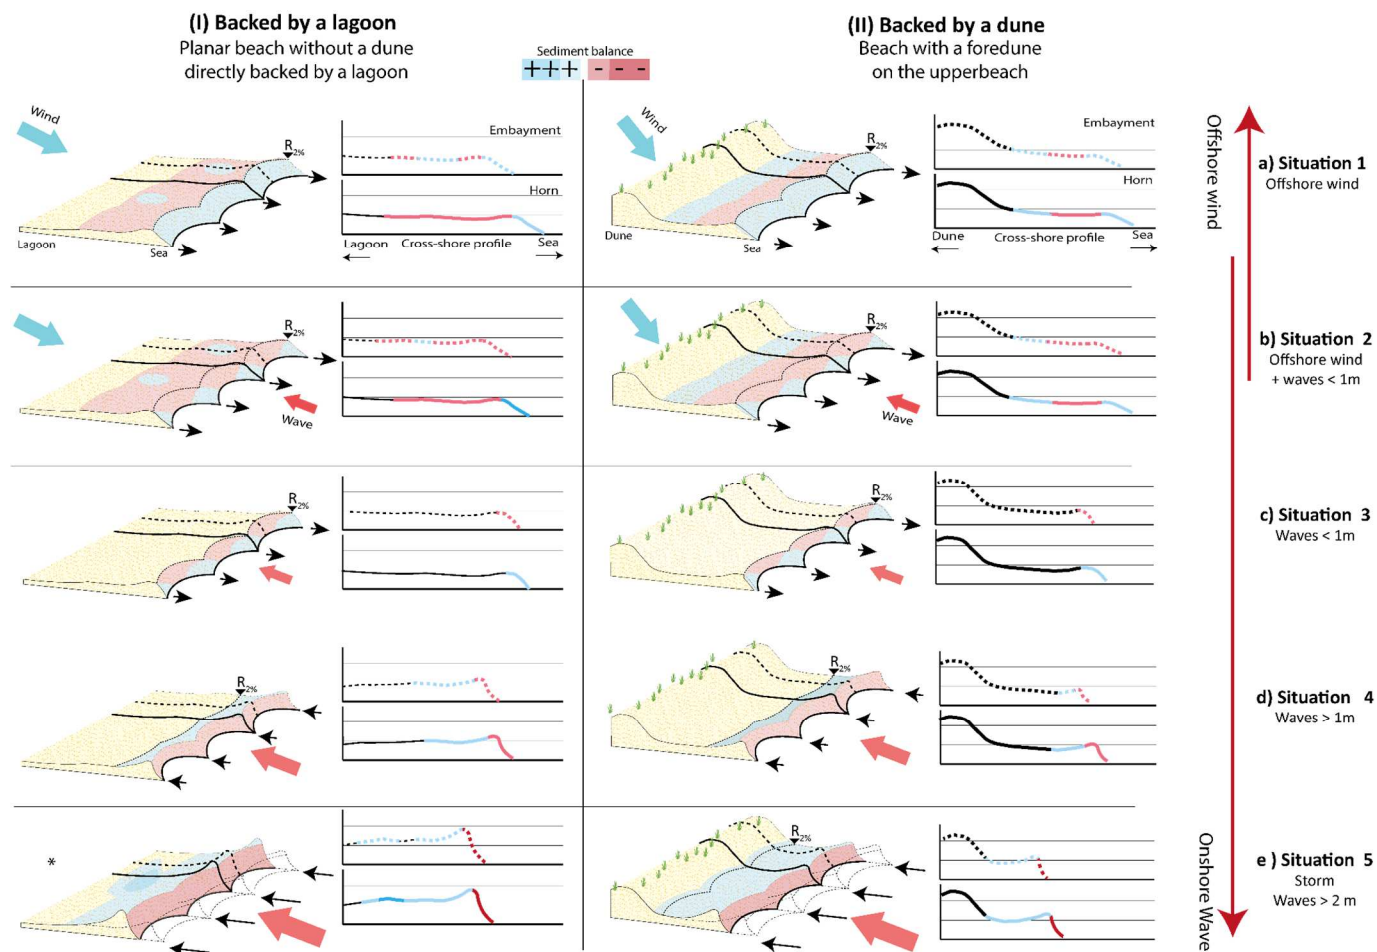 (I) Backed by a lagoon
Planar beach without a dune
directly backed by a lagoon
Sediment balance
+++ - - -
(II) Backed by a dune
Beach with a foredune
on the upperbeach
Wind
R2%
Embayment
Horn
Lagoon
Sea
Lagoon Cross-shore profile Sea
Wind
R2%
Embayment
Horn
Dune
Sea
Dune Cross-shore profile Sea
Offshore wind
a) Situation 1
Offshore wind
R2%
Wave
R2%
Wave
b) Situation 2
Offshore wind
+ waves < 1m
R2%
R2%
c) Situation 3
Waves < 1m
R2%
R2%
d) Situation 4
Waves > 1m
*
R2%
Onshore Wave
e ) Situation 5
Storm
Waves > 2 m